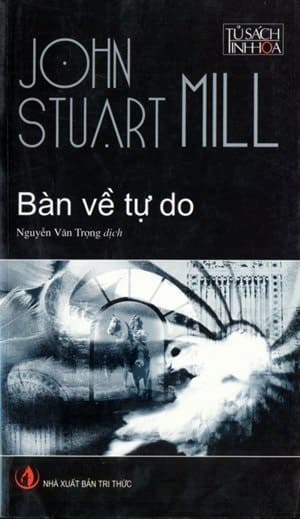 TỦ SÁCH
TINH HOA
JOHN
STUART MILL
Bàn về tự do
Nguyễn Văn Trọng dịch
NHÀ XUẤT BẢN TRI THỨC